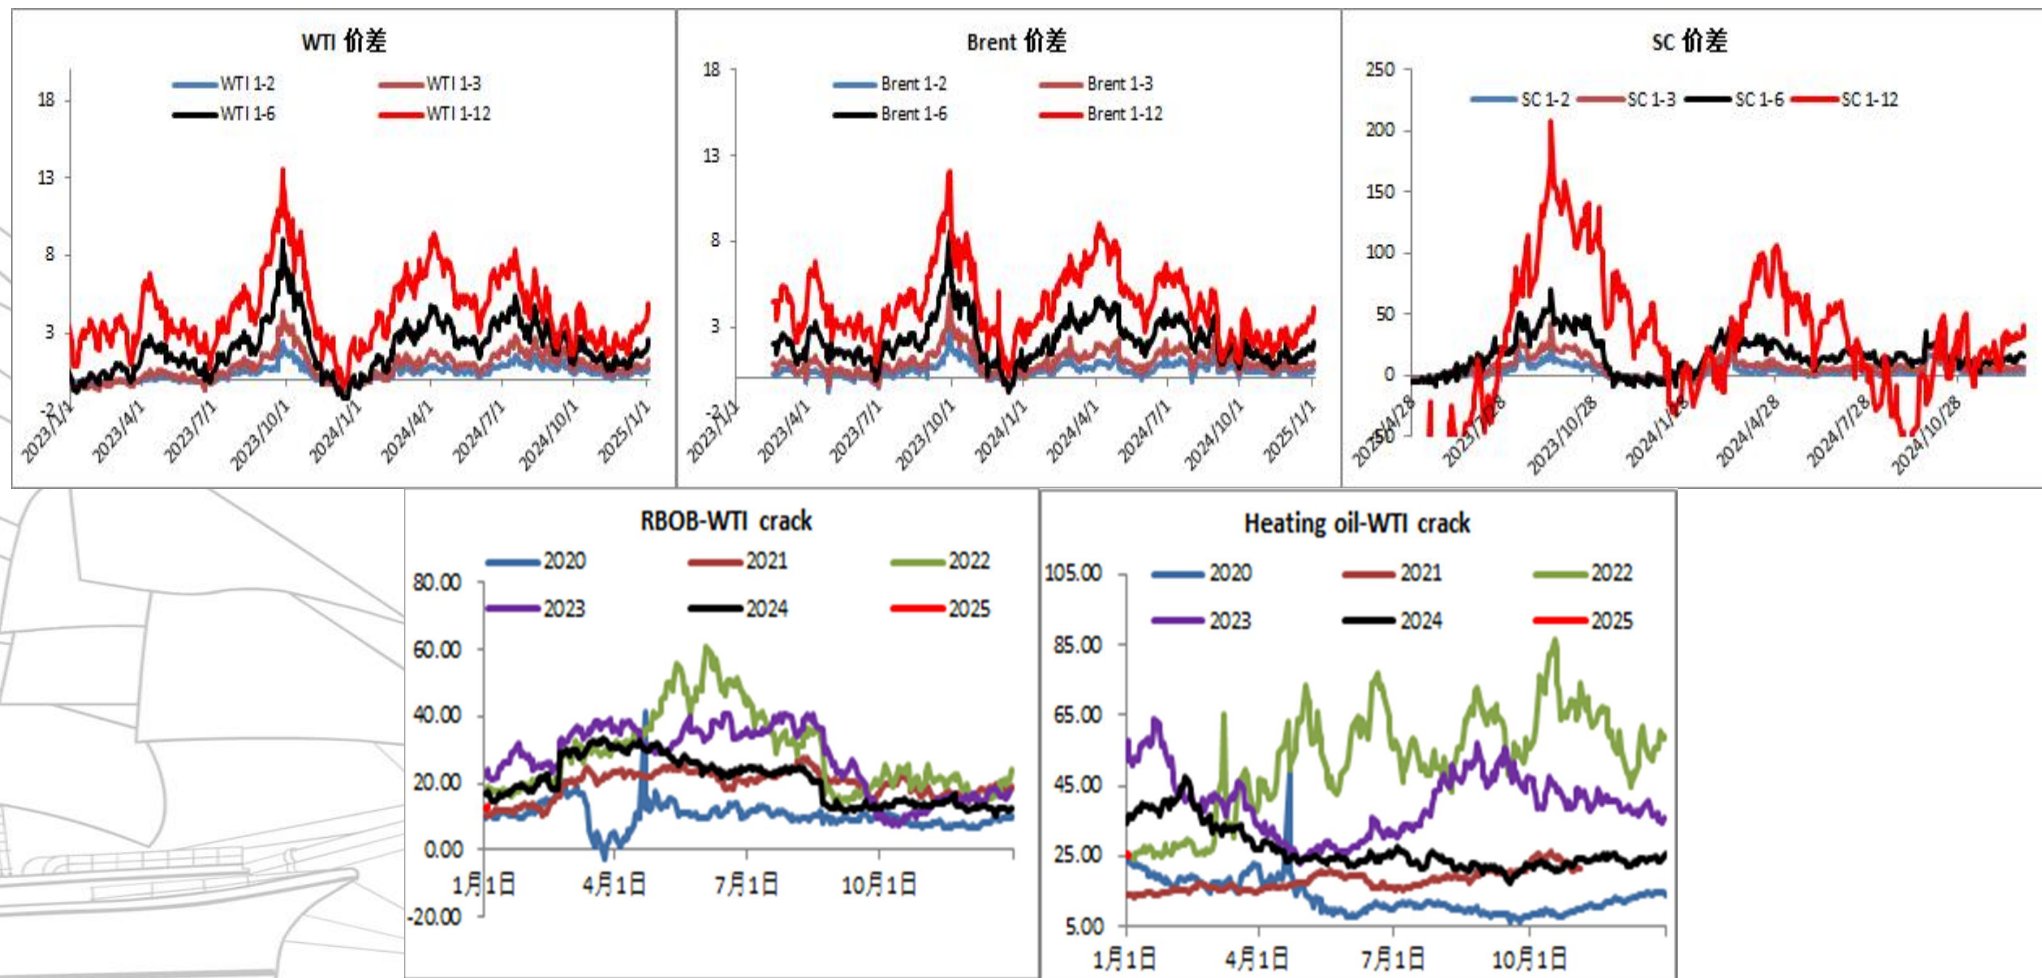 WTI 价差
WTI 1-2
WTI 1-3
WTI 1-6
WTI 1-12
18
13
8
3
-2
2023/1/1
2023/4/1
2023/7/1
2023/10/1
2024/1/1
2024/4/1
2024/7/1
2024/10/1
2025/1/1
Brent 价差
Brent 1-2
Brent 1-3
Brent 1-6
Brent 1-12
18
13
8
3
-2
2023/1/1
2023/4/1
2023/7/1
2023/10/1
2024/1/1
2024/4/1
2024/7/1
2024/10/1
2025/1/1
SC 价差
SC 1-2 SC 1-3 SC 1-6 SC 1-12
250
200
150
100
50
0
2023/4/28
2023/7/28
2023/10/28
2024/1/28
2024/4/28
2024/7/28
2024/10/28
RBOB-WTI crack
2020 2021 2022
2023 2024 2025
80.00
60.00
40.00
20.00
0.00
-20.00
1月1日 4月1日 7月1日 10月1日
Heating oil-WTI crack
2020 2021 2022
2023 2024 2025
105.00
85.00
65.00
45.00
25.00
5.00
1月1日 4月1日 7月1日 10月1日